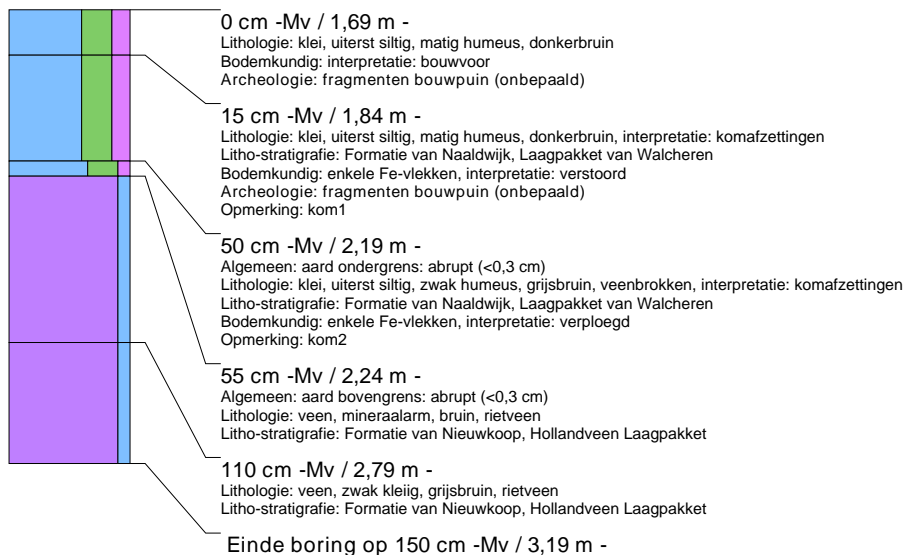 0 cm -Mv / 1,69 m -
Lithologie: klei, uiterst siltig, matig humeus, donkerbruin
Bodemkundig: interpretatie: bouwvoor
Archeologie: fragmenten bouwpuin (onbepaald)
15 cm -Mv / 1,84 m -
Lithologie: klei, uiterst siltig, matig humeus, donkerbruin, interpretatie: komafzettingen
Litho-stratigrafie: Formatie van Naaldwijk, Laagpakket van Walcheren
Bodemkundig: enkele Fe-vlekken, interpretatie: verstoord
Archeologie: fragmenten bouwpuin (onbepaald)
Opmerking: kom1
50 cm -Mv / 2,19 m -
Algemeen: aard ondergrens: abrupt (<0,3 cm)
Lithologie: klei, uiterst siltig, zwak humeus, grijsbruin, veenbrokken, interpretatie: komafzettingen
Litho-stratigrafie: Formatie van Naaldwijk, Laagpakket van Walcheren
Bodemkundig: enkele Fe-vlekken, interpretatie: verploegd
Opmerking: kom2
55 cm -Mv / 2,24 m -
Algemeen: aard bovengrens: abrupt (<0,3 cm)
Lithologie: veen, mineraalarm, bruin, rietveen
Litho-stratigrafie: Formatie van Nieuwkoop, Hollandveen Laagpakket
110 cm -Mv / 2,79 m -
Lithologie: veen, zwak kleiig, grijsbruin, rietveen
Litho-stratigrafie: Formatie van Nieuwkoop, Hollandveen Laagpakket
Einde boring op 150 cm -Mv / 3,19 m -